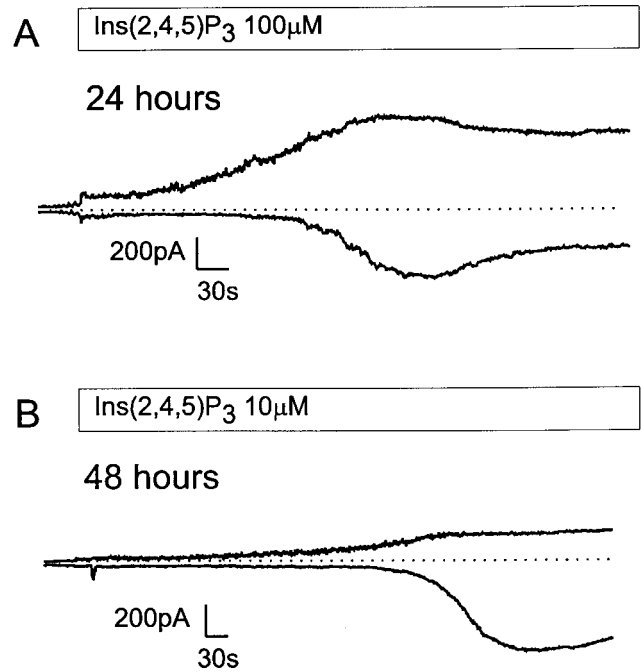 A
Ins(2,4,5)P3 100μM
24 hours
200pA
30s
B
Ins(2,4,5)P3 10μM
48 hours
200pA
30s